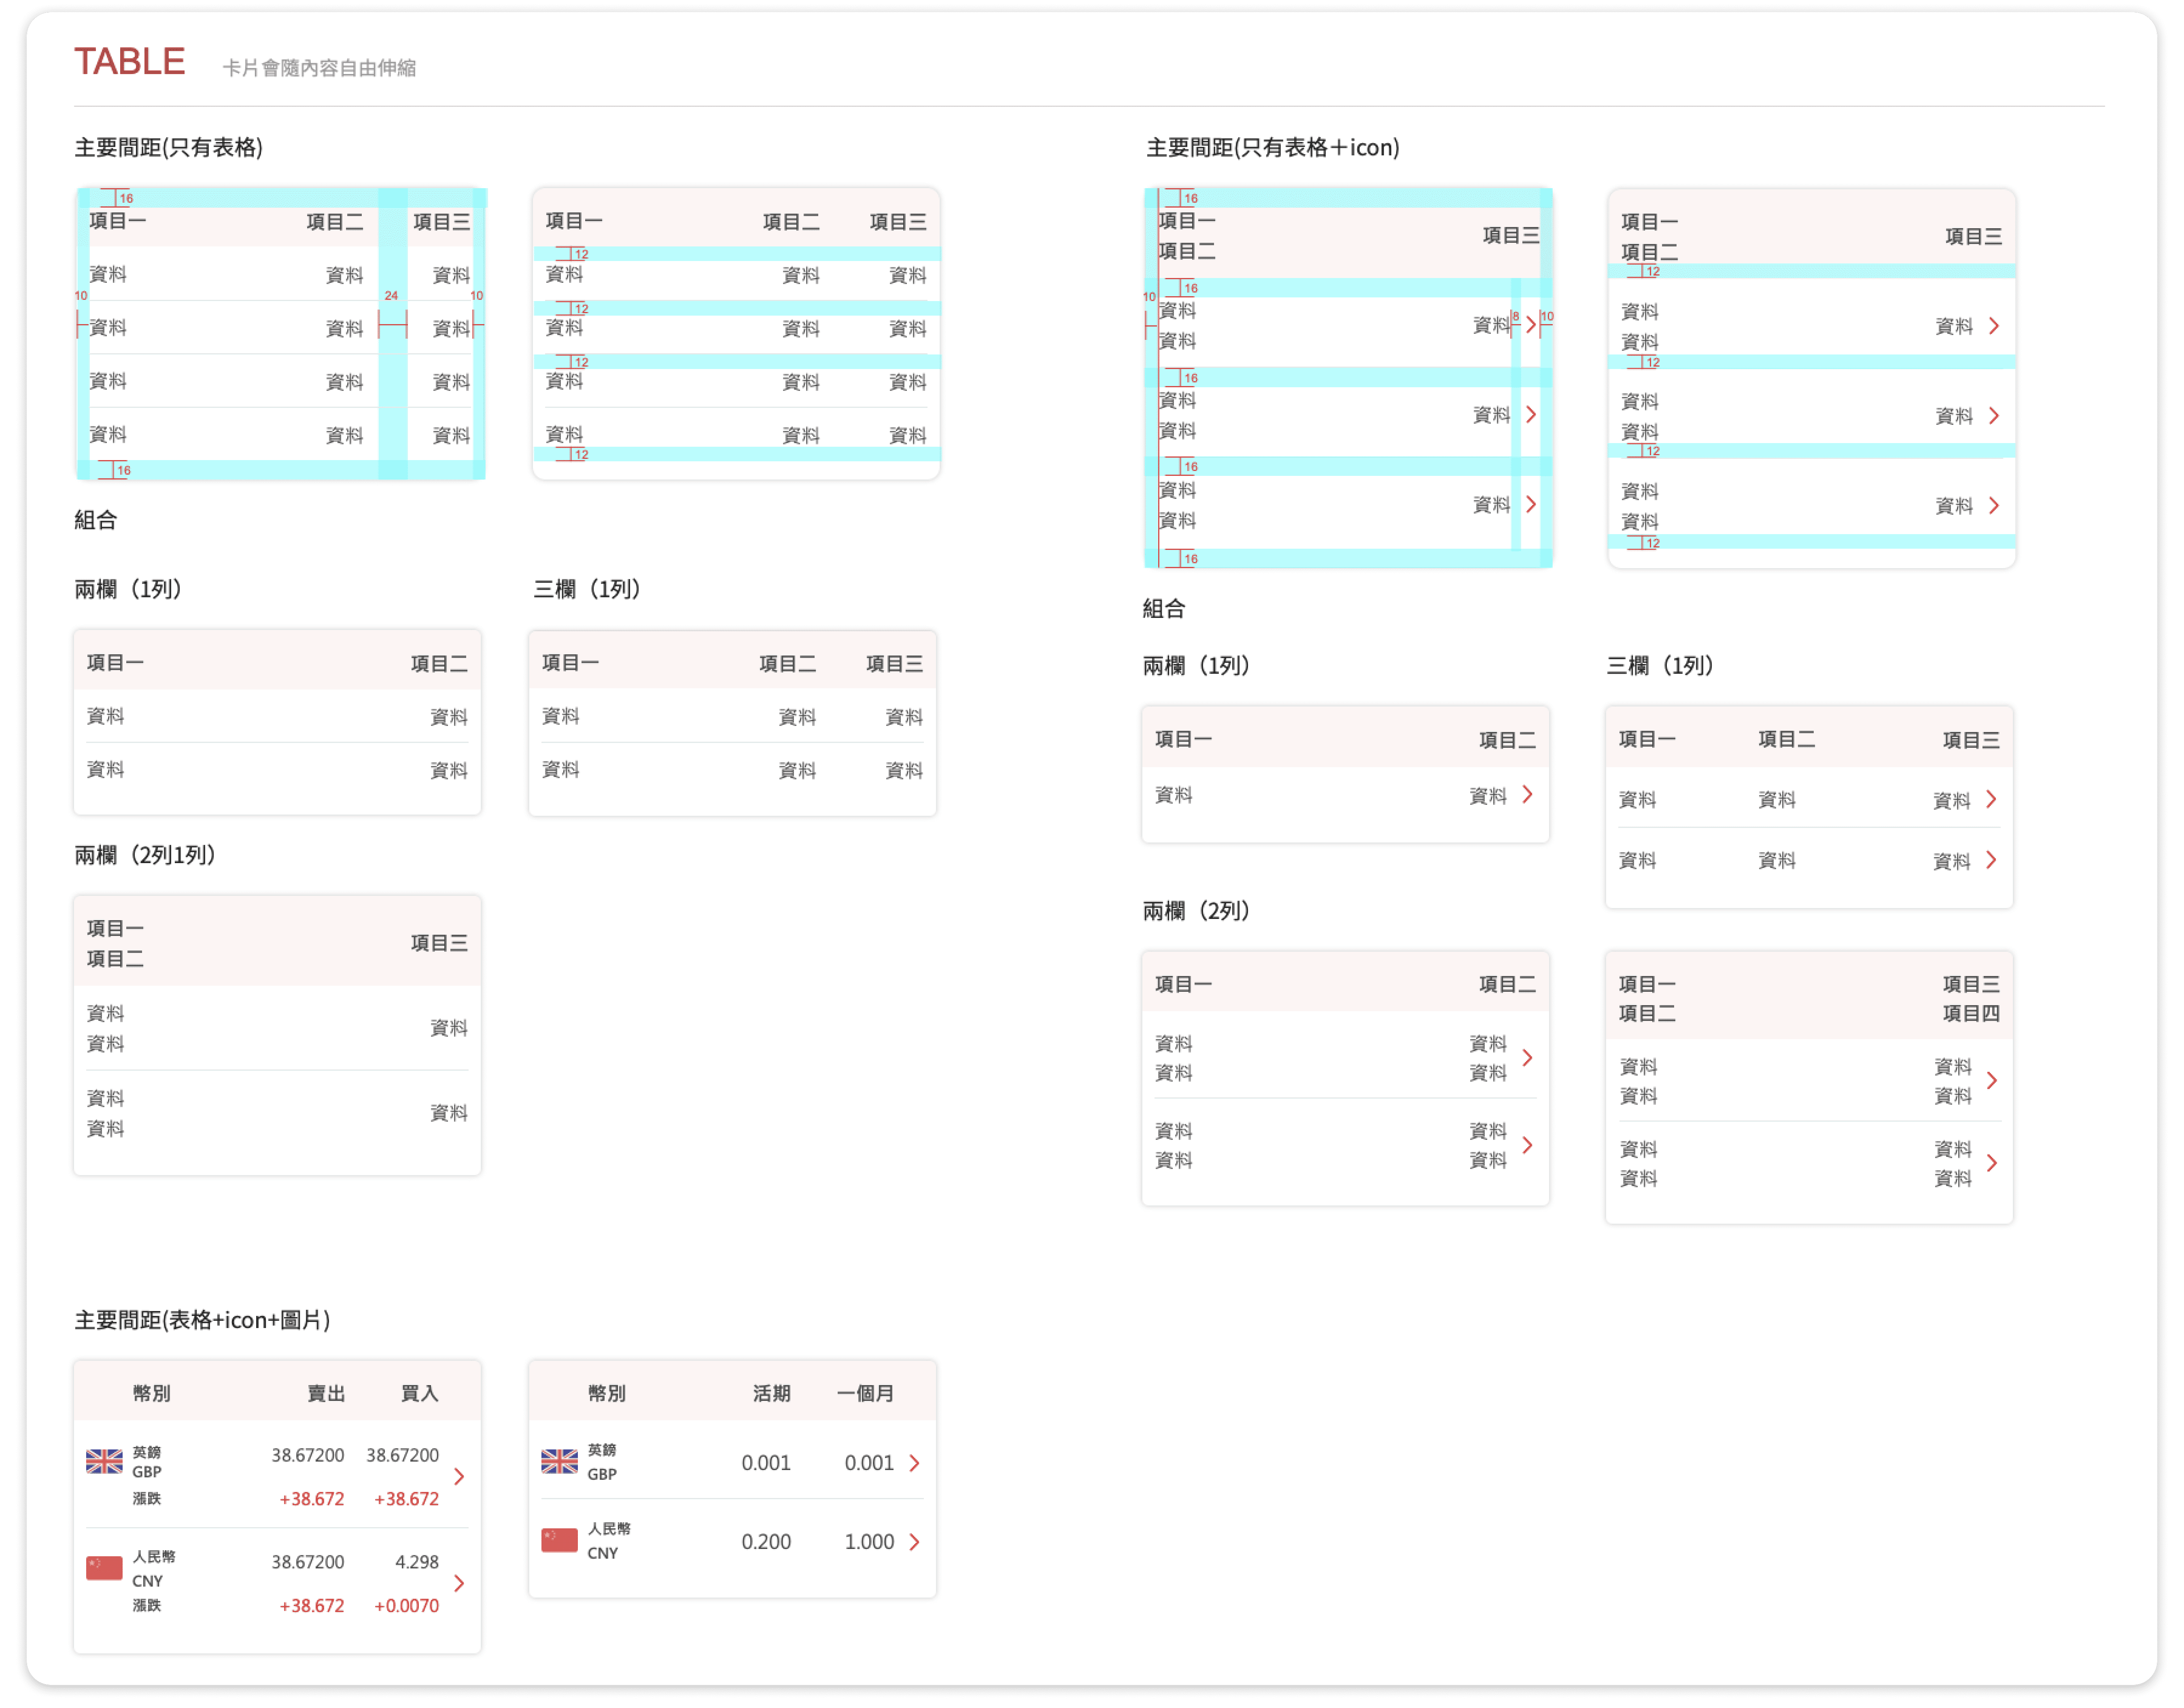 TABLE 卡片會隨內容自由伸縮
主要間距(只有表格)
16
項目一 項目二 項目三
資料 資料 資料
10 24 10
資料 資料 資料
資料 資料 資料
資料 資料 資料
16
項目一 項目二 項目三
12
資料 資料 資料
12
資料 資料 資料
12
資料 資料 資料
資料 資料 資料
12
組合
兩欄（1列）
項目一 項目二
資料 資料
資料 資料
三欄（1列）
項目一 項目二 項目三
資料 資料 資料
資料 資料 資料
兩欄（2列1列）
項目一
項目二
項目三
資料
資料
資料
資料
資料
資料
主要間距(只有表格＋icon)
16
項目一
項目二
項目三
16
10
資料
資料
資料
8 10
16
資料
資料
資料
16
資料
資料
資料
16
項目一
項目二
項目三
12
資料
資料
資料
12
資料
資料
資料
12
資料
資料
資料
12
組合
兩欄（1列）
項目一 項目二
資料 資料
三欄（1列）
項目一 項目二 項目三
資料 資料 資料
資料 資料 資料
兩欄（2列）
項目一 項目二
資料 資料
資料 資料
資料 資料
資料 資料
項目一 項目三
項目二 項目四
資料 資料
資料 資料
資料 資料
資料 資料
主要間距(表格+icon+圖片)
幣別 賣出 買入
英鎊
GBP
38.67200 38.67200
漲跌 +38.672 +38.672
人民幣
CNY
38.67200 4.298
漲跌 +38.672 +0.0070
幣別 活期 一個月
英鎊
GBP
0.001 0.001
人民幣
CNY
0.200 1.000